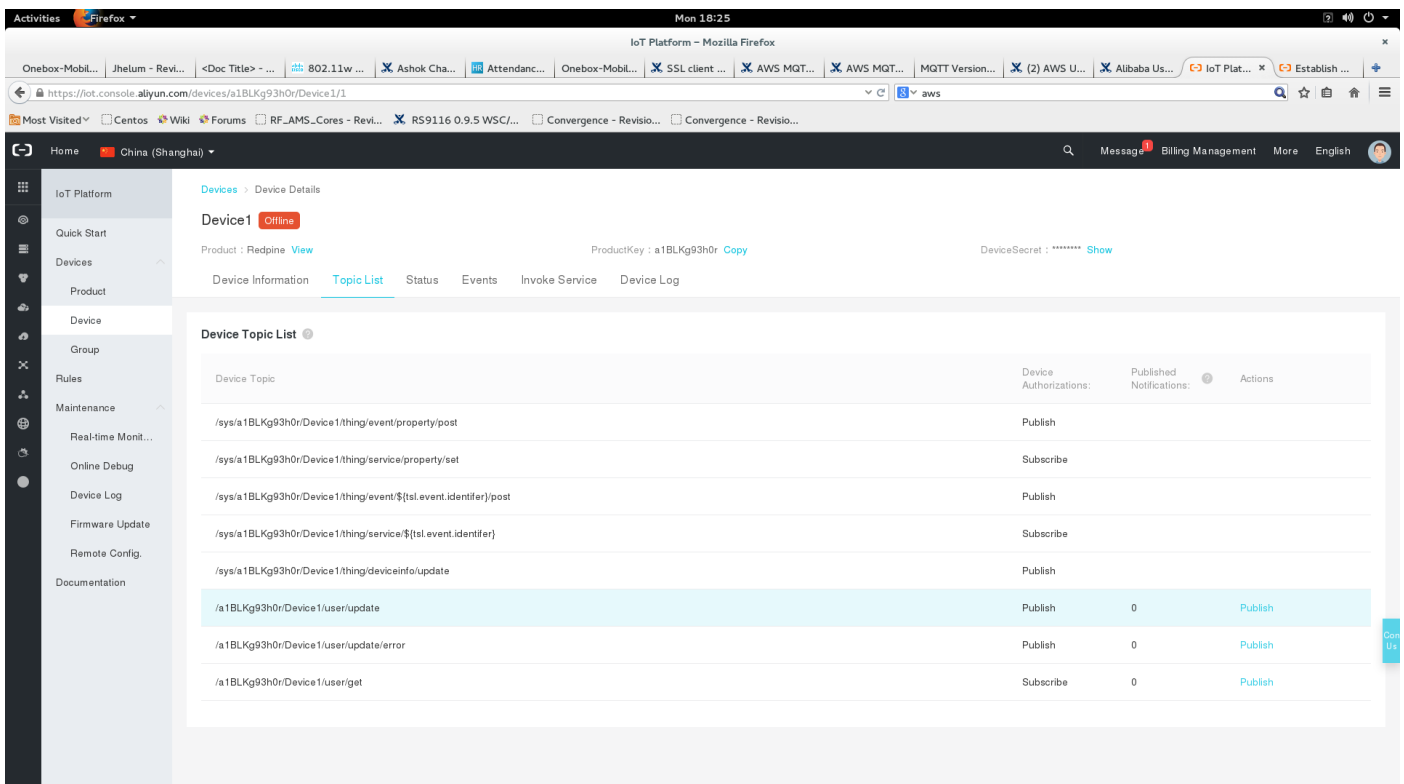 Activities Firefox Mon 18:25
IoT Platform – Mozilla Firefox
Onebox-Mobil... Jhelum - Revi... <Doc Title> - ... 802.11w ... Ashok Cha... HR Attendanc... Onebox-Mobil... SSL client ... AWS MQT... AWS MQT... MQTT Version... (2) AWS U... Alibaba Us... IoT Plat... Establish ...
https://iot.console.aliyun.com/devices/a1BLKg93h0r/Device1/1 aws
Most Visited Centos Wiki Forums RF_AMS_Cores - Revi... RS9116 0.9.5 WSC/... Convergence - Revisio... Convergence - Revisio...
Home China (Shanghai) Message 1 Billing Management More English
IoT Platform
Quick Start
Devices
Product
Device
Group
Rules
Maintenance
Real-time Monit...
Online Debug
Device Log
Firmware Update
Remote Config.
Documentation
Devices > Device Details
Device1 Offline
Product : Redpine View ProductKey : a1BLKg93h0r Copy DeviceSecret : ******** Show
Device Information Topic List Status Events Invoke Service Device Log
Device Topic List
Device Topic Device Authorizations: Published Notifications: Actions
/sys/a1BLKg93h0r/Device1/thing/event/property/post Publish
/sys/a1BLKg93h0r/Device1/thing/service/property/set Subscribe
/sys/a1BLKg93h0r/Device1/thing/event/${tsl.event.identifer}/post Publish
/sys/a1BLKg93h0r/Device1/thing/service/${tsl.event.identifer} Subscribe
/sys/a1BLKg93h0r/Device1/thing/deviceinfo/update Publish
/a1BLKg93h0r/Device1/user/update Publish 0 Publish
/a1BLKg93h0r/Device1/user/update/error Publish 0 Publish
/a1BLKg93h0r/Device1/user/get Subscribe 0 Publish
Con
Us